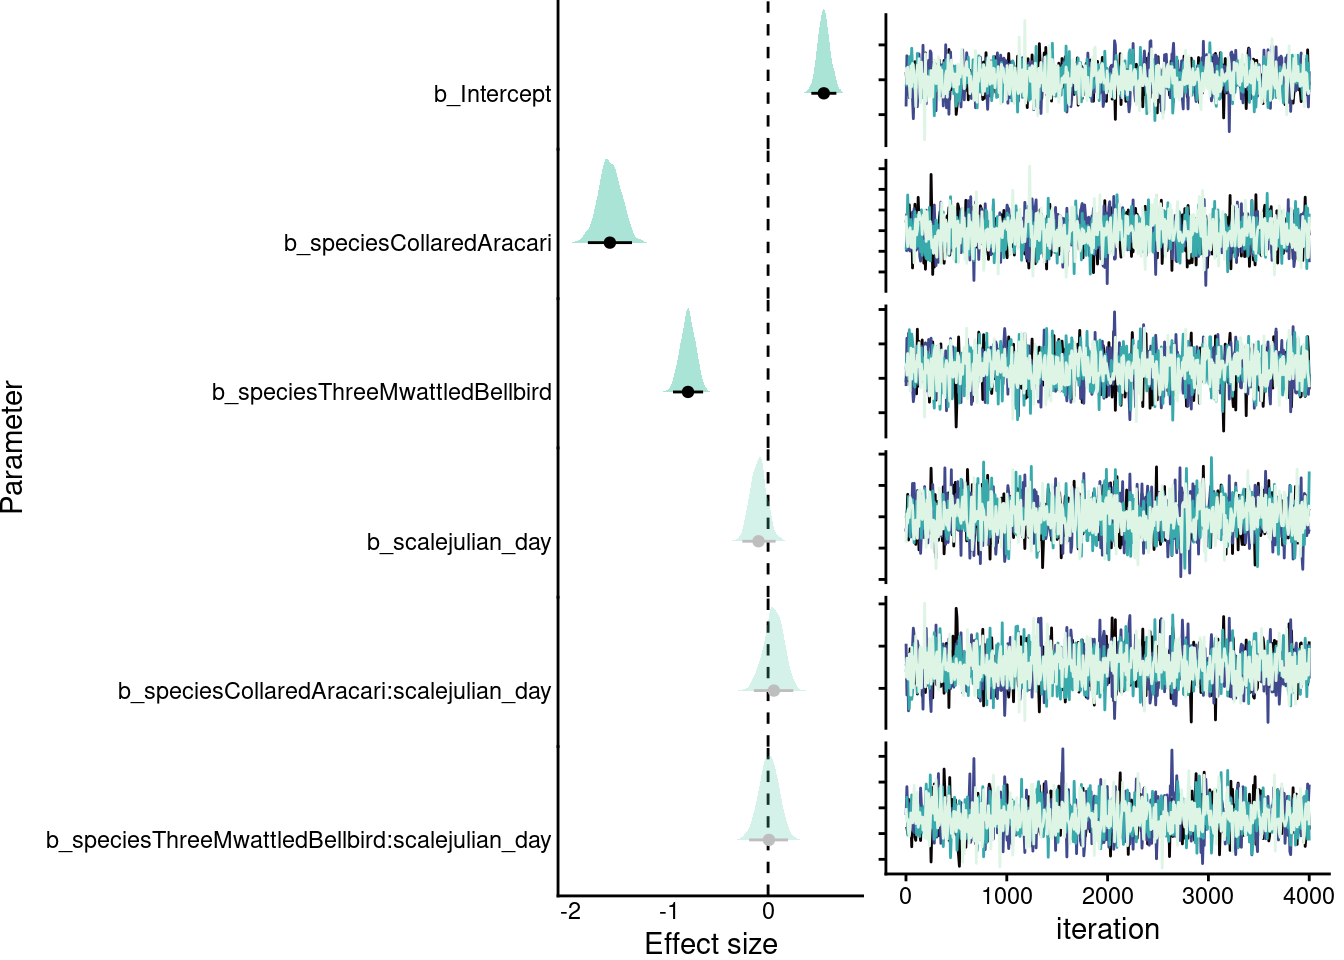 Parameter
b_Intercept
b_speciesCollaredAracari
b_speciesThreeMwattledBellbird
b_scalejulian_day
b_speciesCollaredAracari:scalejulian_day
b_speciesThreeMwattledBellbird:scalejulian_day
-2 -1 0
Effect size
0 1000 2000 3000 4000
iteration